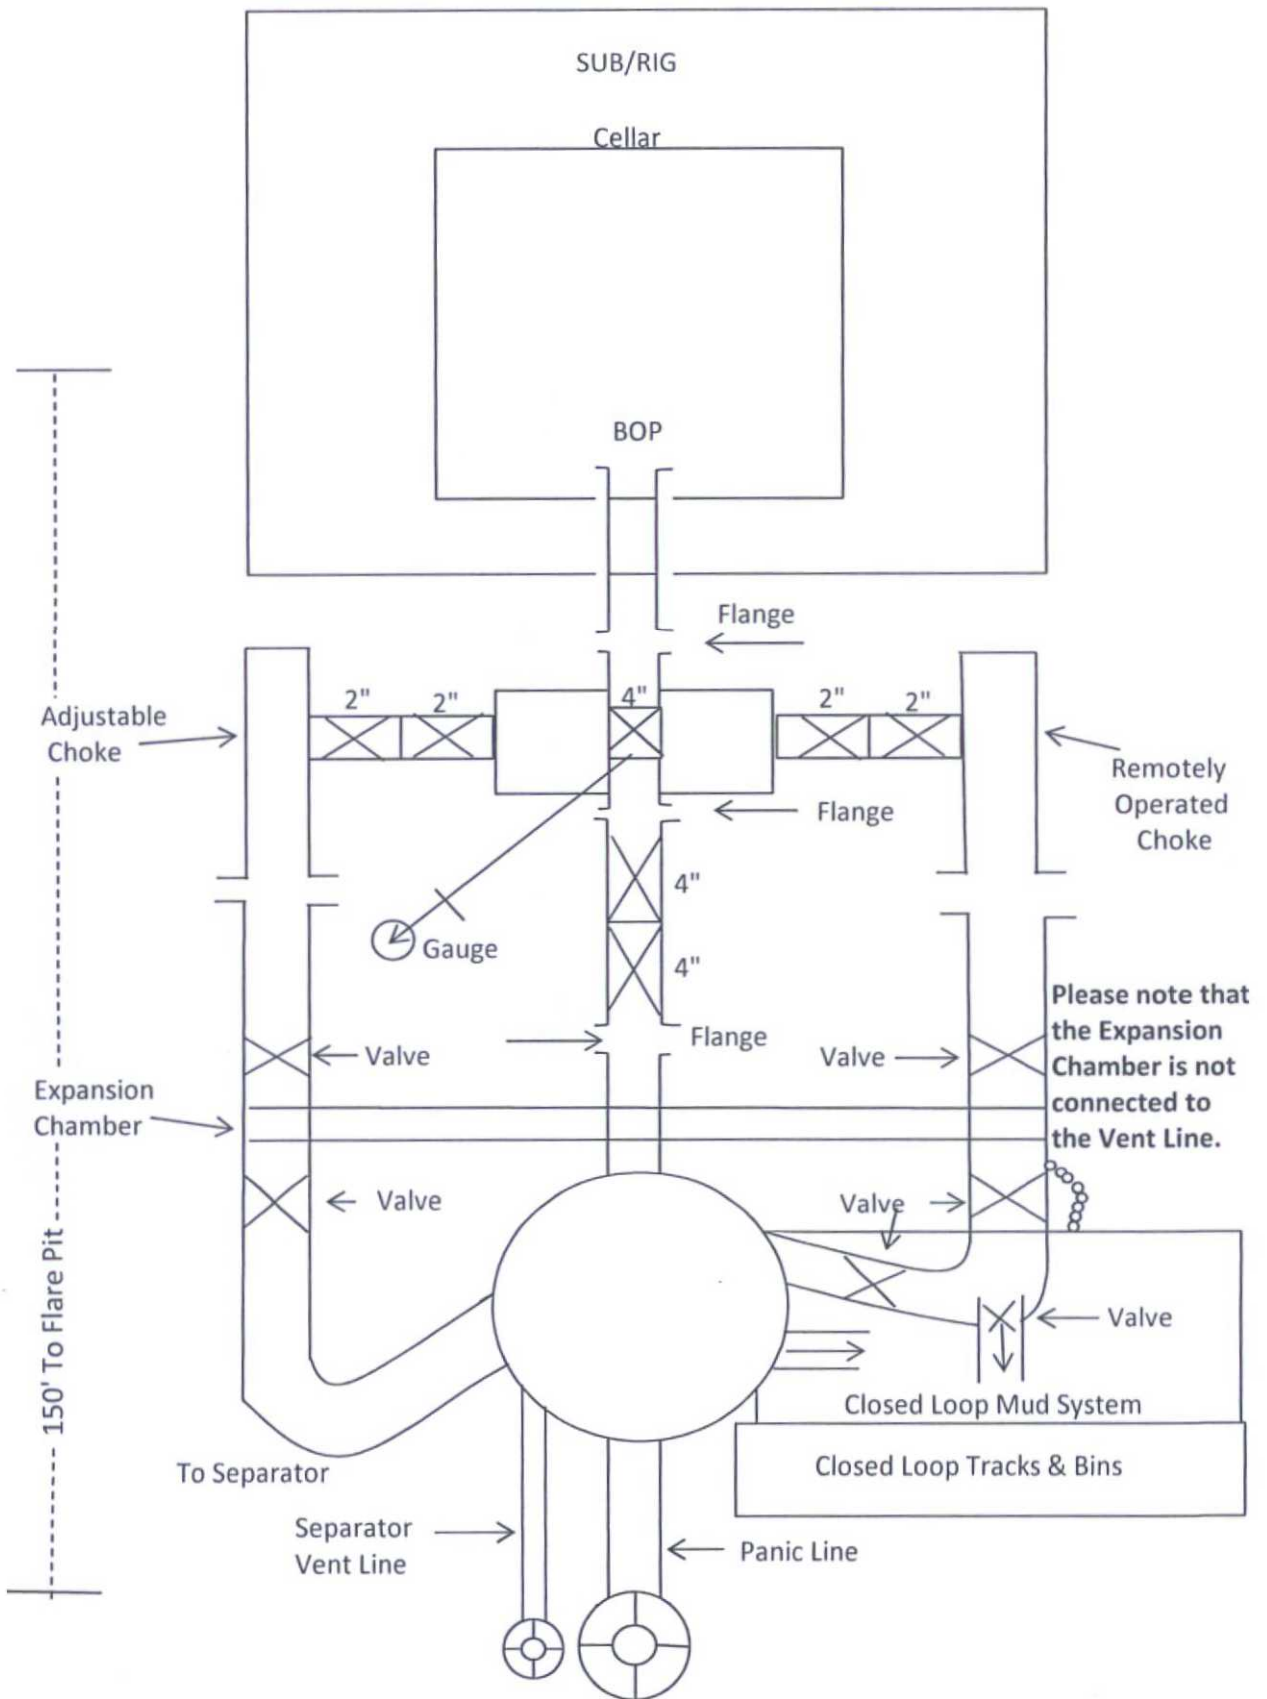 SUB/RIG
Cellar
BOP
Flange
2"
2"
4"
2"
2"
Adjustable
Choke
Remotely
Operated
Choke
Flange
4"
Gauge
4"
Please note that
the Expansion
Chamber is not
connected to
the Vent Line.
Flange
Valve
Valve
Expansion
Chamber
Valve
Valve
150' To Flare Pit
Valve
Closed Loop Mud System
Closed Loop Tracks & Bins
To Separator
Separator
Vent Line
Panic Line